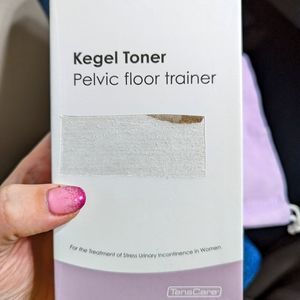 Kegel Toner
Pelvic floor trainer
For the Treatment of Stress Urinary Incontinence in Women
TensCare